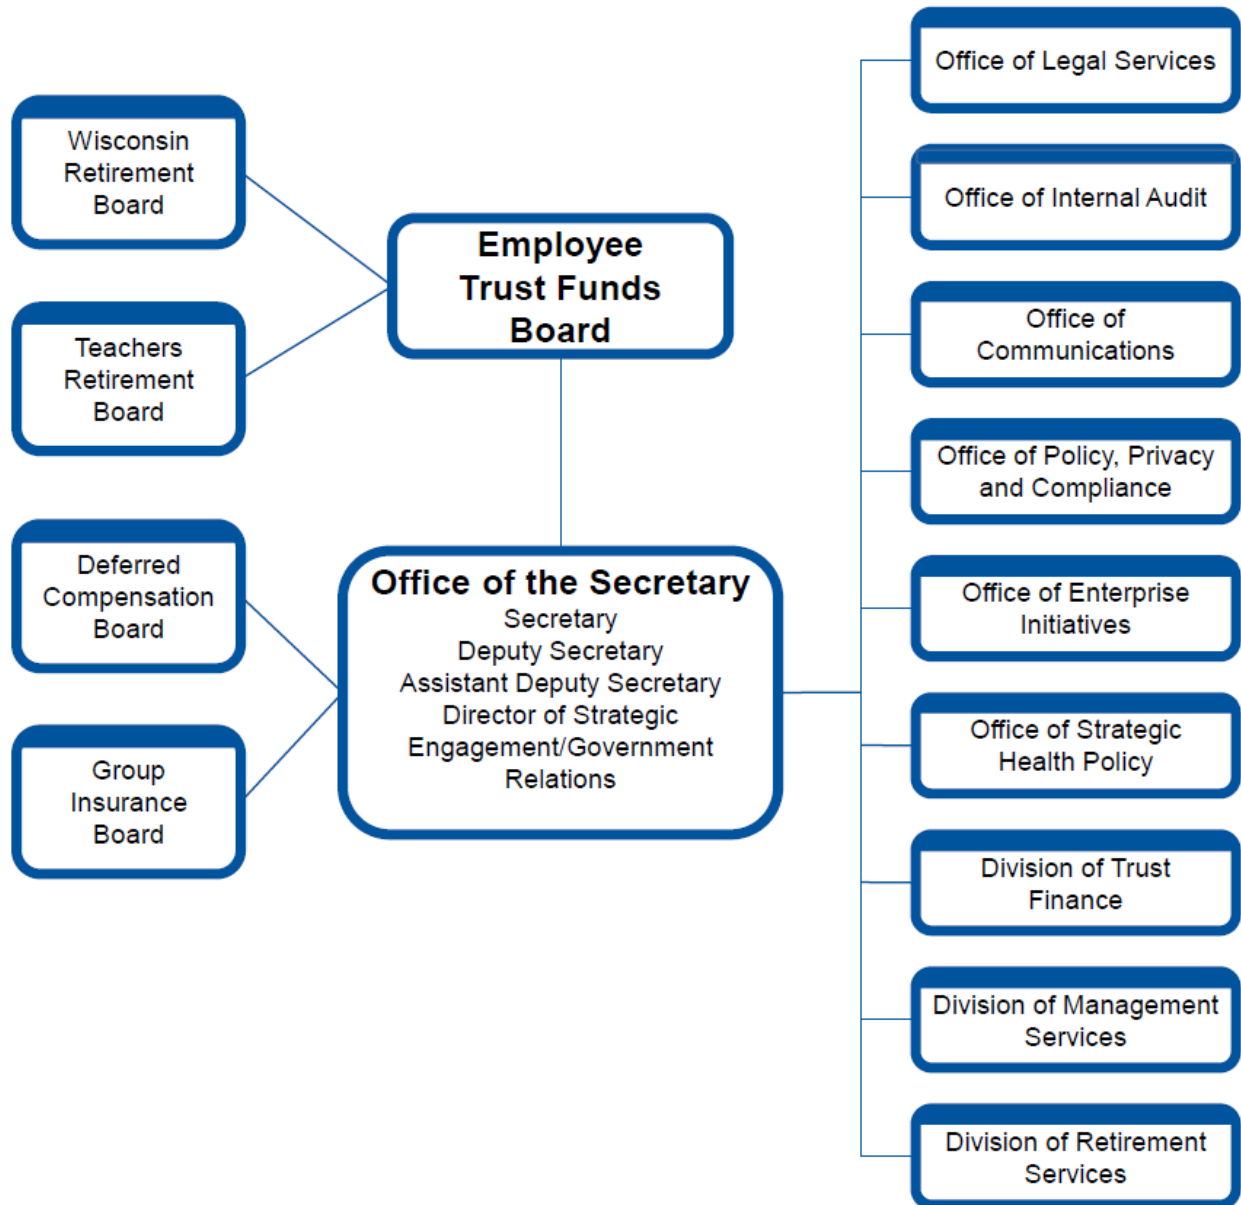 Wisconsin
Retirement
Board
Teachers
Retirement
Board
Deferred
Compensation
Board
Group
Insurance
Board
Employee
Trust Funds
Board
Office of the Secretary
Secretary
Deputy Secretary
Assistant Deputy Secretary
Director of Strategic
Engagement/Government
Relations
Office of Legal Services
Office of Internal Audit
Office of
Communications
Office of Policy, Privacy
and Compliance
Office of Enterprise
Initiatives
Office of Strategic
Health Policy
Division of Trust
Finance
Division of Management
Services
Division of Retirement
Services